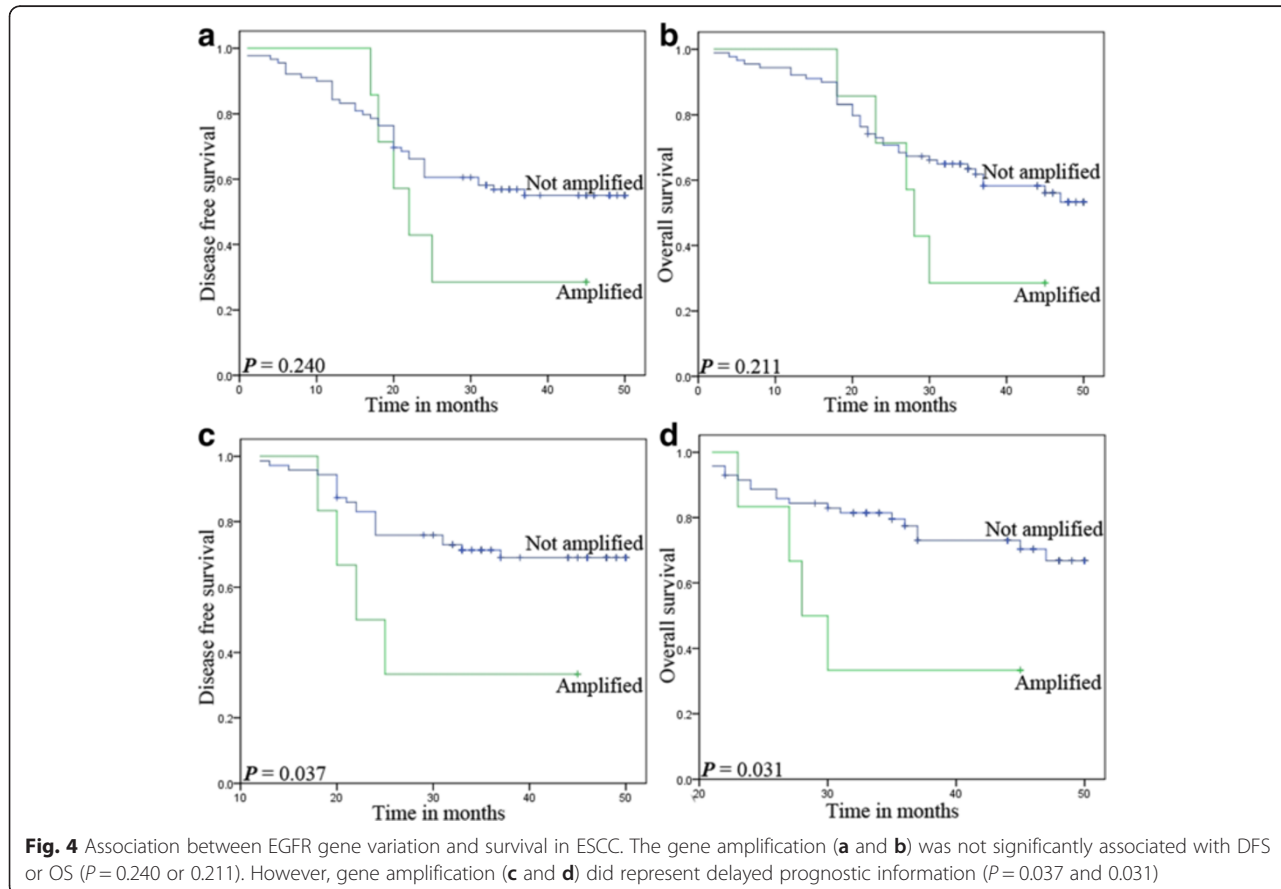 a
1.0
0.8
0.6
0.4
0.2
0.0
Disease free survival
Not amplified
Amplified
P = 0.240
0 10 20 30 40 50
Time in months
b
1.0
0.8
0.6
0.4
0.2
0.0
Overall survival
Not amplified
Amplified
P = 0.211
0 10 20 30 40 50
Time in months
c
1.0
0.8
0.6
0.4
0.2
0.0
Disease free survival
Not amplified
Amplified
P = 0.037
10 20 30 40 50
Time in months
d
1.0
0.8
0.6
0.4
0.2
0.0
Overall survival
Not amplified
Amplified
P = 0.031
20 30 40 50
Time in months
Fig. 4 Association between EGFR gene variation and survival in ESCC. The gene amplification (a and b) was not significantly associated with DFS
or OS (P = 0.240 or 0.211). However, gene amplification (c and d) did represent delayed prognostic information (P = 0.037 and 0.031)